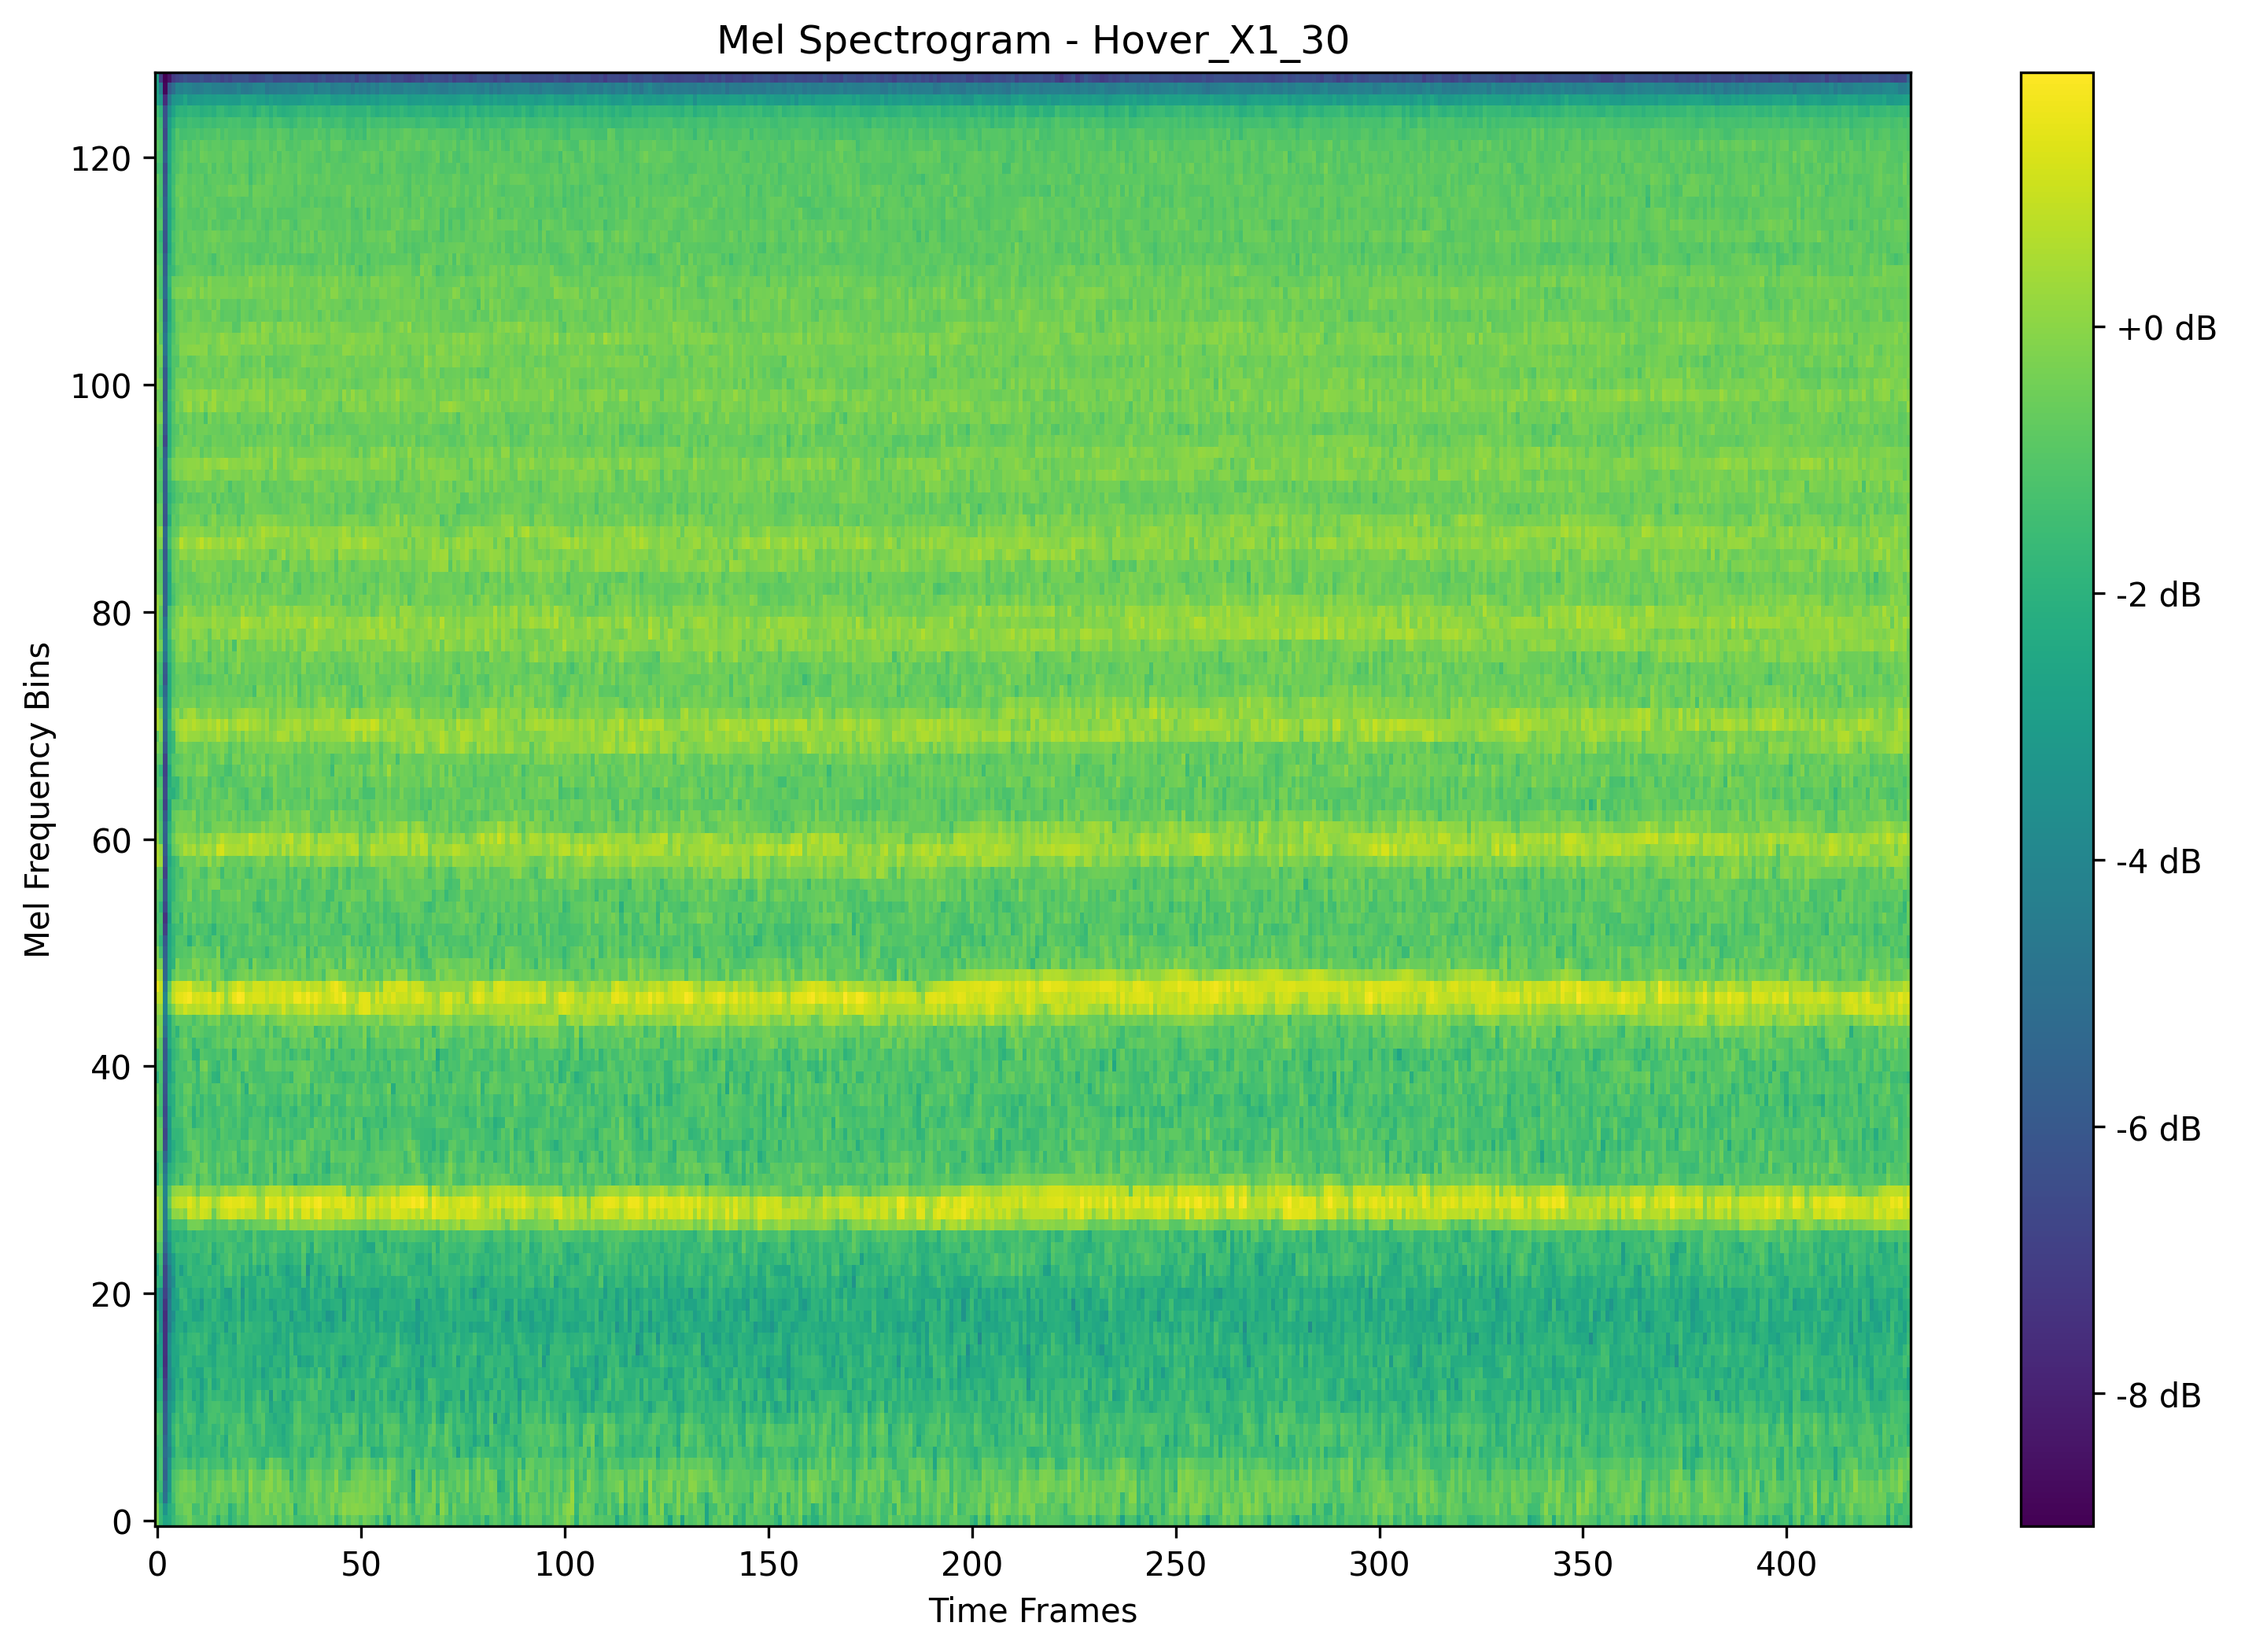 Mel Spectrogram - Hover_X1_30
Mel Frequency Bins
120
100
80
60
40
20
0
0 50 100 150 200 250 300 350 400
Time Frames
+0 dB
-2 dB
-4 dB
-6 dB
-8 dB